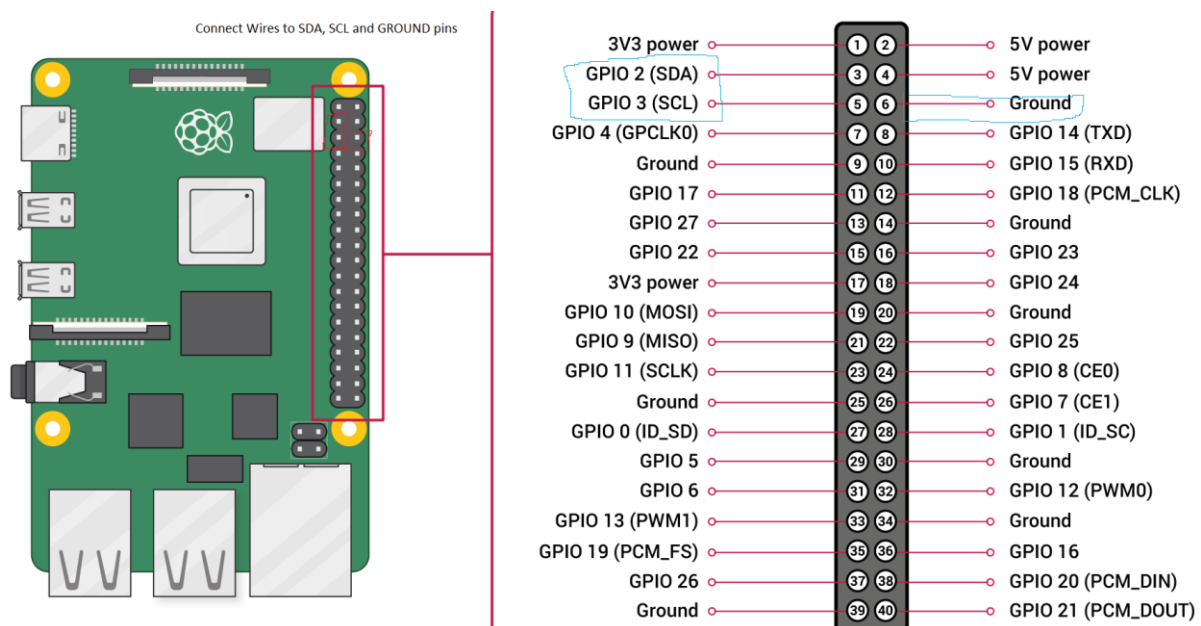 Connect Wires to SDA, SCL and GROUND pins
3V3 power 1 2 5V power
GPIO 2 (SDA) 3 4 5V power
GPIO 3 (SCL) 5 6 Ground
GPIO 4 (GPCLK0) 7 8 GPIO 14 (TXD)
Ground 9 10 GPIO 15 (RXD)
GPIO 17 11 12 GPIO 18 (PCM_CLK)
GPIO 27 13 14 Ground
GPIO 22 15 16 GPIO 23
3V3 power 17 18 GPIO 24
GPIO 10 (MOSI) 19 20 Ground
GPIO 9 (MISO) 21 22 GPIO 25
GPIO 11 (SCLK) 23 24 GPIO 8 (CE0)
Ground 25 26 GPIO 7 (CE1)
GPIO 0 (ID_SD) 27 28 GPIO 1 (ID_SC)
GPIO 5 29 30 Ground
GPIO 6 31 32 GPIO 12 (PWM0)
GPIO 13 (PWM1) 33 34 Ground
GPIO 19 (PCM_FS) 35 36 GPIO 16
GPIO 26 37 38 GPIO 20 (PCM_DIN)
Ground 39 40 GPIO 21 (PCM_DOUT)